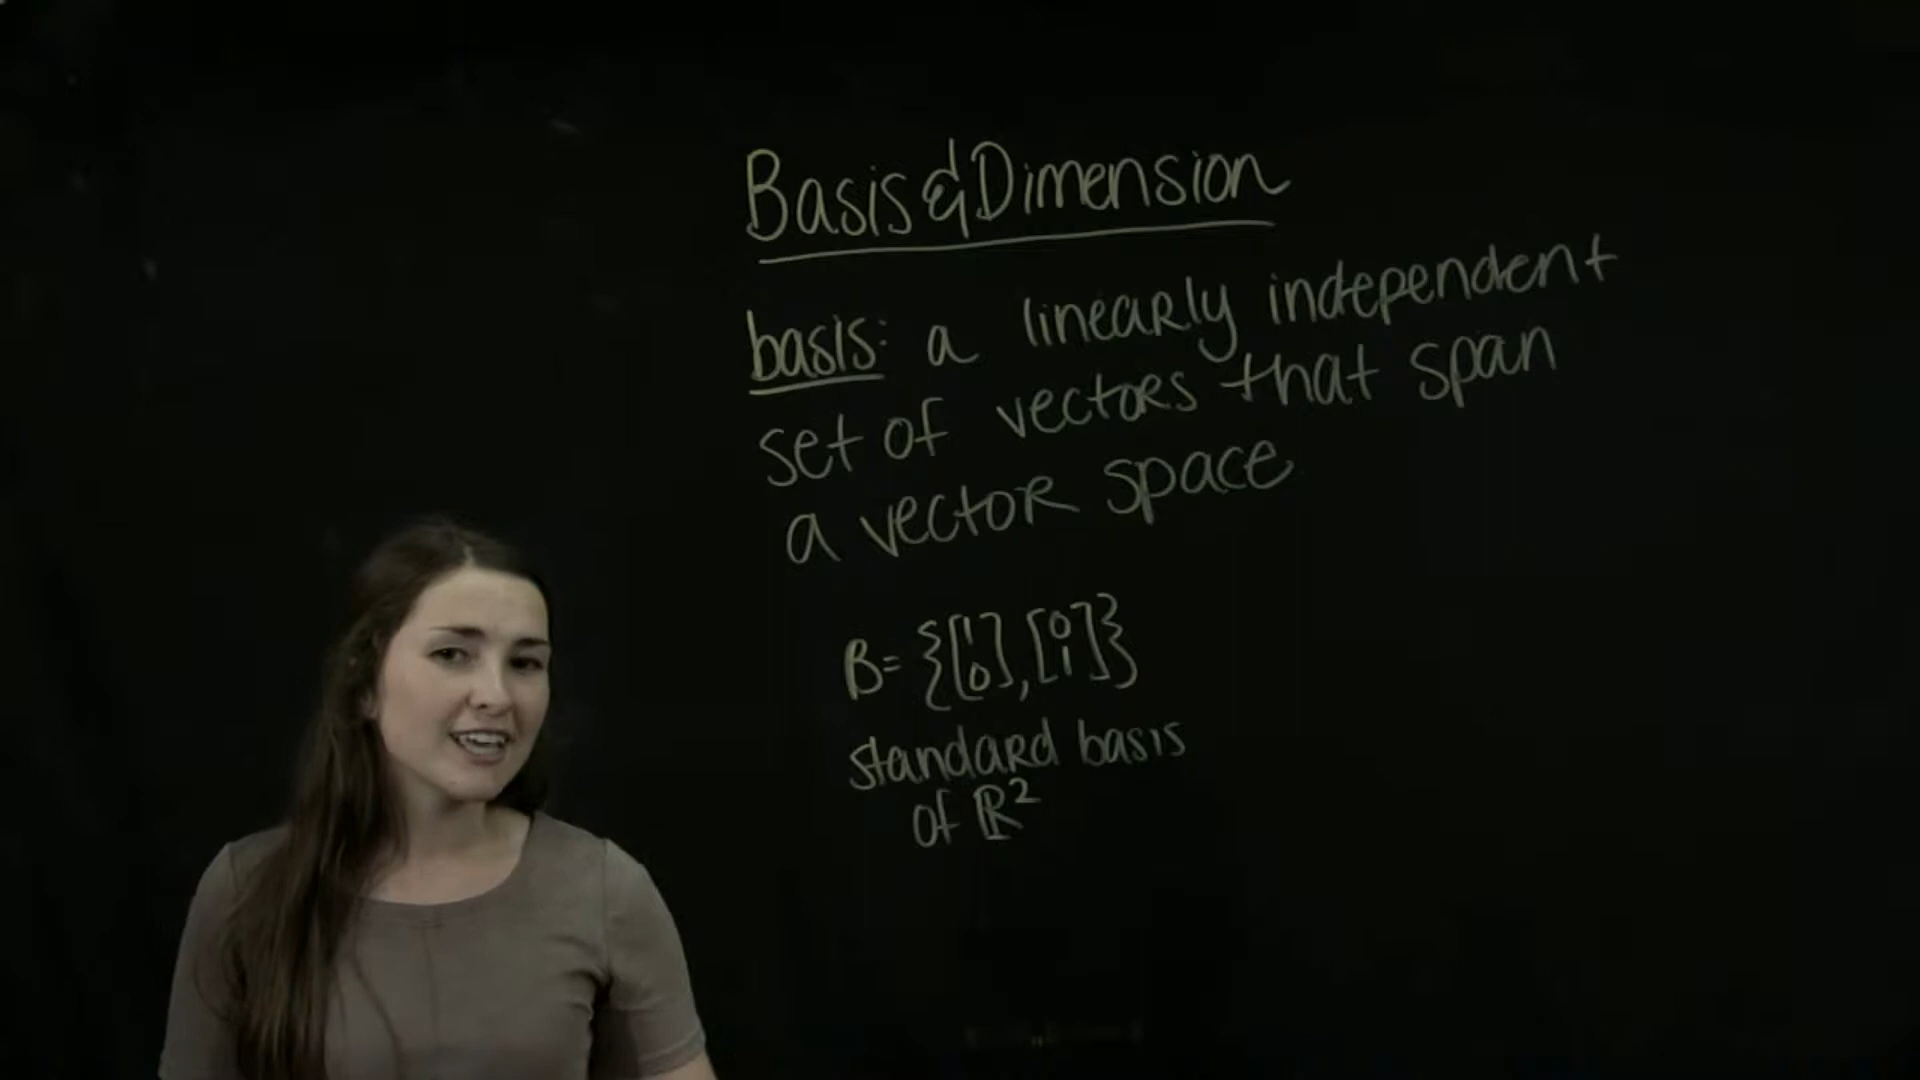 Basis & Dimension
basis: a linearly independent
set of vectors that span
a vector space
B = {[1 0], [0 1]}
standard basis
of ℝ²